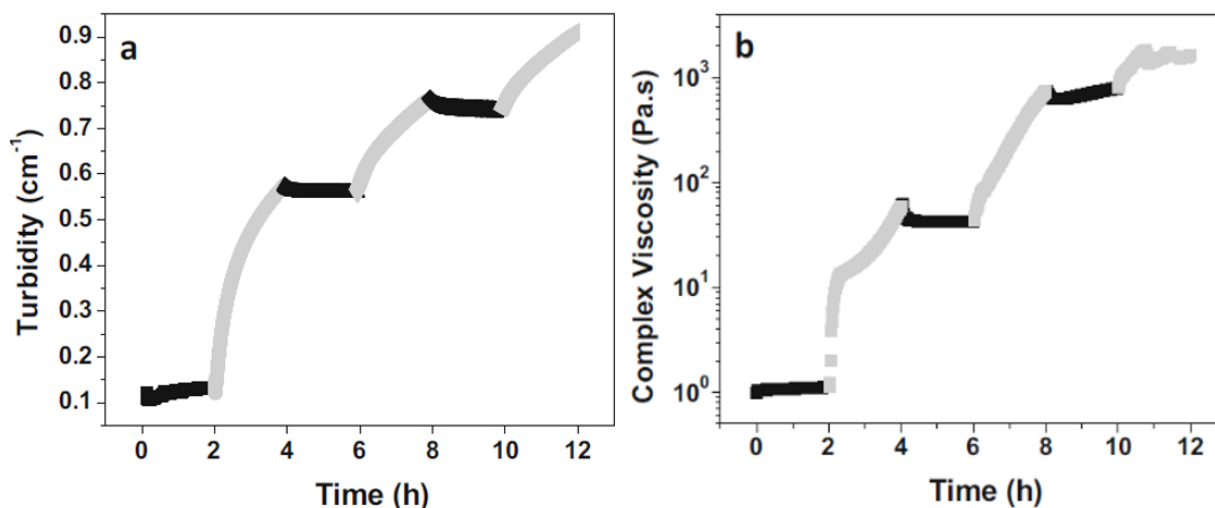 a
0.9
0.8
0.7
0.6
0.5
0.4
0.3
0.2
0.1
Turbidity (cm⁻¹)
0 2 4 6 8 10 12
Time (h)
b
10³
10²
10¹
10⁰
Complex Viscosity (Pa.s)
0 2 4 6 8 10 12
Time (h)